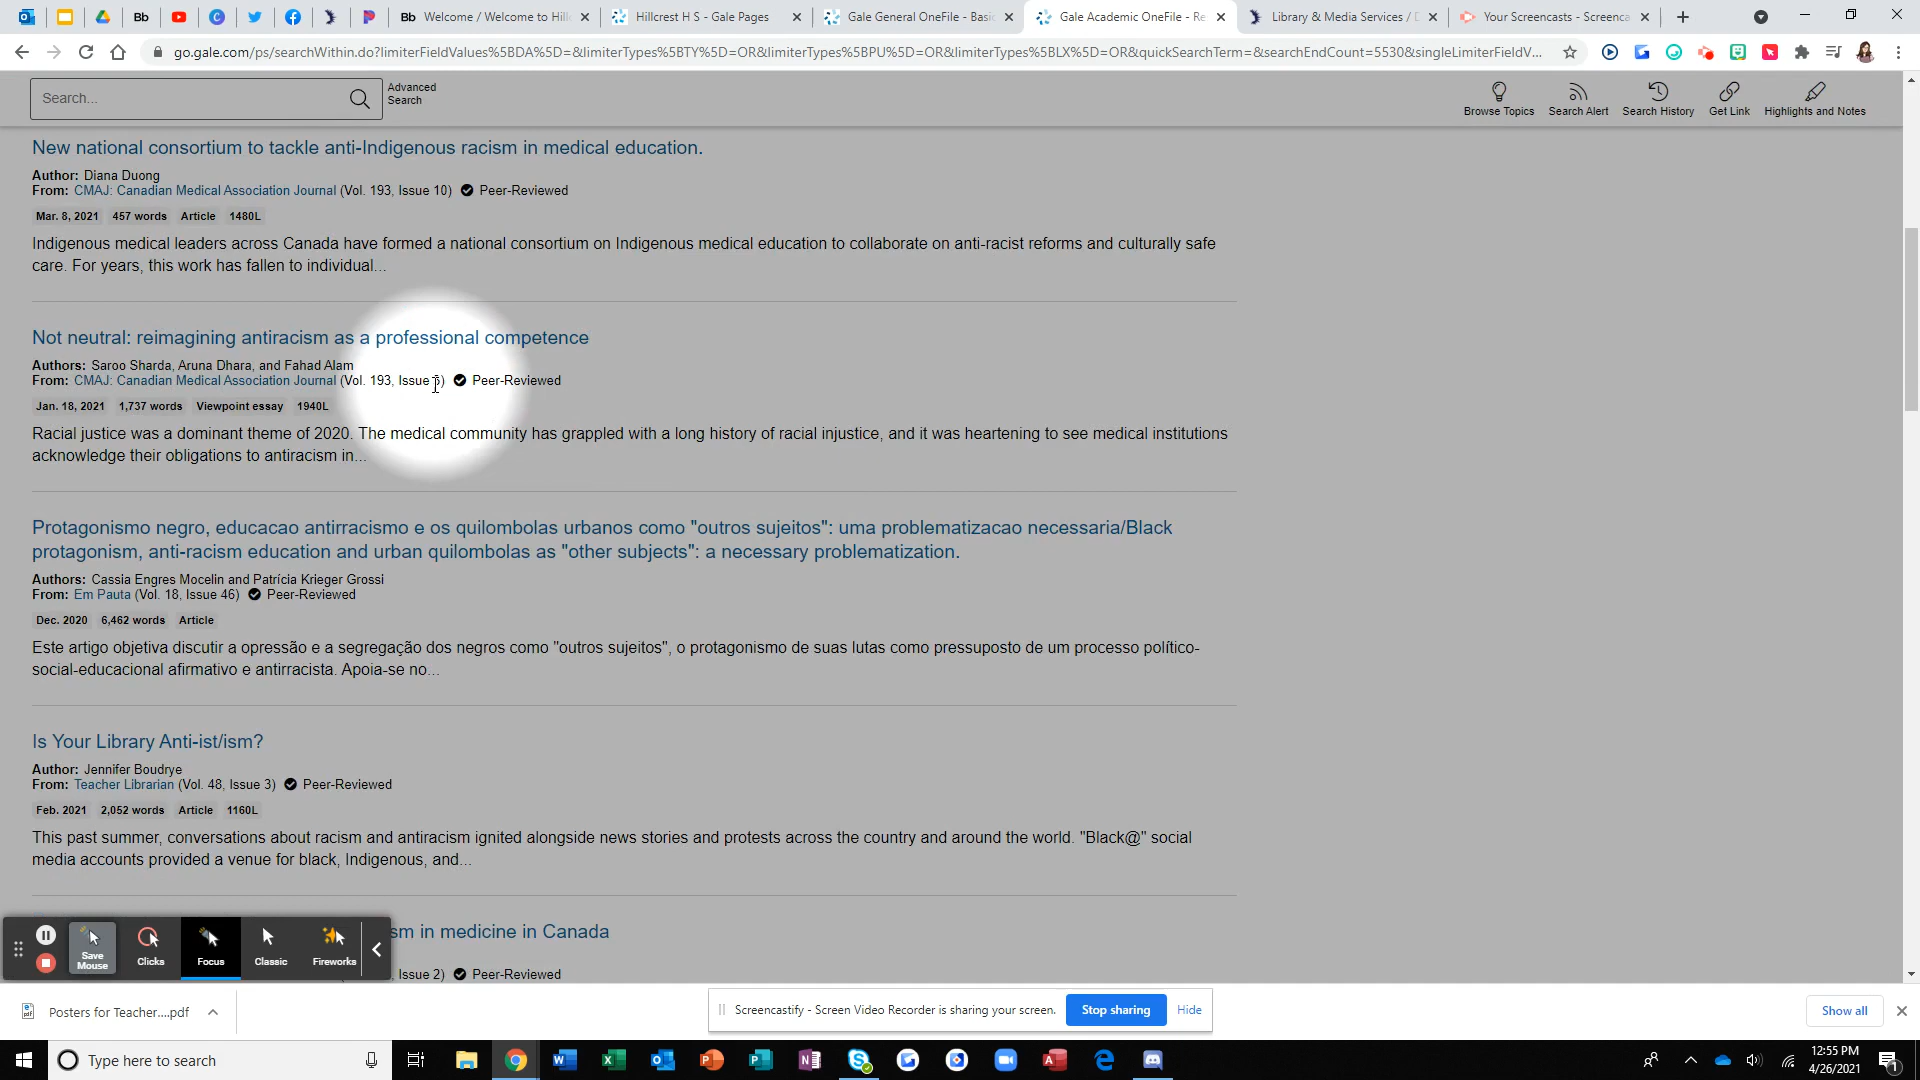 Bb
Bb Welcome / Welcome to Hill
Hillcrest H S - Gale Pages
Gale General OneFile - Basic
Gale Academic OneFile - Re
Library & Media Services / D
Your Screencasts - Screenca
go.gale.com/ps/searchWithin.do?limiterFieldValues%5BDA%5D=&limiterTypes%5BTY%5D=OR&limiterTypes%5BPU%5D=OR&limiterTypes%5BLX%5D=OR&quickSearchTerm=&searchEndCount=5530&singleLimiterFieldV...
Search...
Advanced
Search
Browse Topics
Search Alert
Search History
Get Link
Highlights and Notes
New national consortium to tackle anti-Indigenous racism in medical education.
Author: Diana Duong
From: CMAJ: Canadian Medical Association Journal (Vol. 193, Issue 10) Peer-Reviewed
Mar. 8, 2021 457 words Article 1480L
Indigenous medical leaders across Canada have formed a national consortium on Indigenous medical education to collaborate on anti-racist reforms and culturally safe
care. For years, this work has fallen to individual...
Not neutral: reimagining antiracism as a professional competence
Authors: Saroo Sharda, Aruna Dhara, and Fahad Alam
From: CMAJ: Canadian Medical Association Journal (Vol. 193, Issue ) Peer-Reviewed
Jan. 18, 2021 1,737 words Viewpoint essay 1940L
Racial justice was a dominant theme of 2020. The medical community has grappled with a long history of racial injustice, and it was heartening to see medical institutions
acknowledge their obligations to antiracism in...
Protagonismo negro, educacao antirracismo e os quilombolas urbanos como "outros sujeitos": uma problematizacao necessaria/Black
protagonism, anti-racism education and urban quilombolas as "other subjects": a necessary problematization.
Authors: Cassia Engres Mocelin and Patrícia Krieger Grossi
From: Em Pauta (Vol. 18, Issue 46) Peer-Reviewed
Dec. 2020 6,462 words Article
Este artigo objetiva discutir a opressão e a segregação dos negros como "outros sujeitos", o protagonismo de suas lutas como pressuposto de um processo político-
social-educacional afirmativo e antirracista. Apoia-se no...
Is Your Library Anti-ist/ism?
Author: Jennifer Boudrye
From: Teacher Librarian (Vol. 48, Issue 3) Peer-Reviewed
Feb. 2021 2,052 words Article 1160L
This past summer, conversations about racism and antiracism ignited alongside news stories and protests across the country and around the world. "Black@" social
media accounts provided a venue for black, Indigenous, and...
sm in medicine in Canada
Issue 2) Peer-Reviewed
Save
Mouse
Clicks
Focus
Classic
Fireworks
Posters for Teacher....pdf
Screencastify - Screen Video Recorder is sharing your screen.
Stop sharing
Hide
Show all
Type here to search
12:55 PM
4/26/2021
1